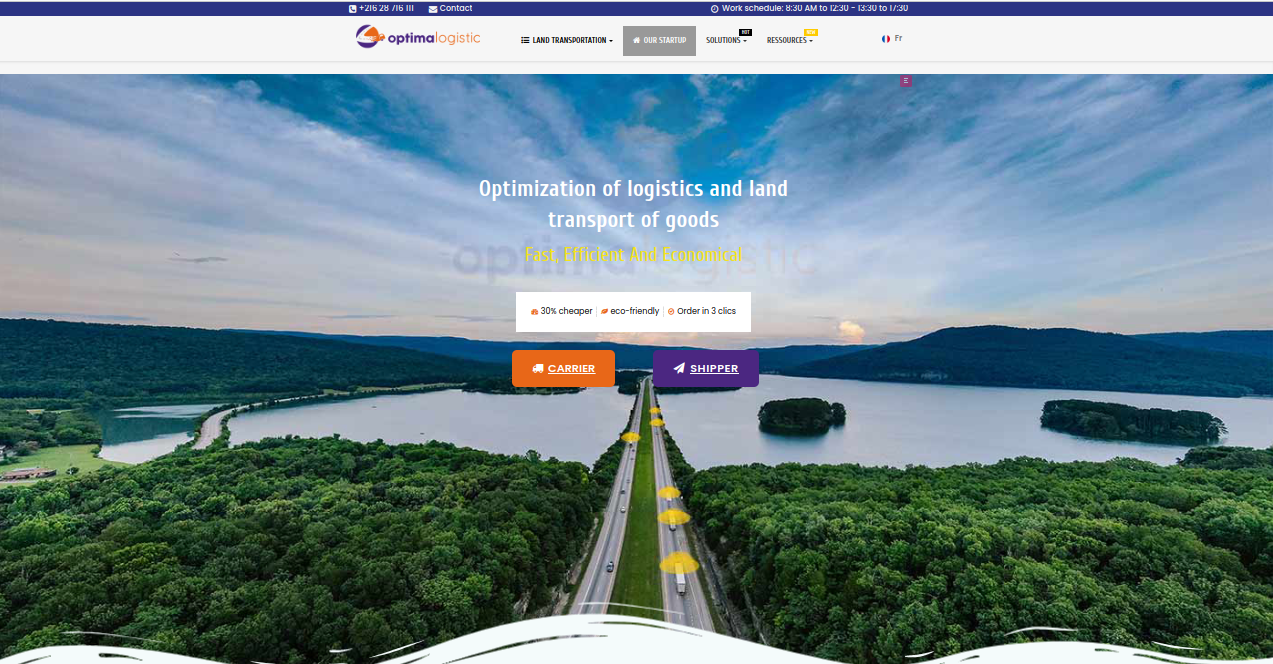 +216 28 716 111 Contact Work schedule: 8:30 AM to 12:30 - 13:30 to 17:30
optimalogistic LAND TRANSPORTATION OUR STARTUP SOLUTIONS HOT RESSOURCES NEW Fr
E
Optimization of logistics and land
transport of goods
optimalogistic
Fast, Efficient And Economical
30% cheaper eco-friendly Order in 3 clics
CARRIER SHIPPER